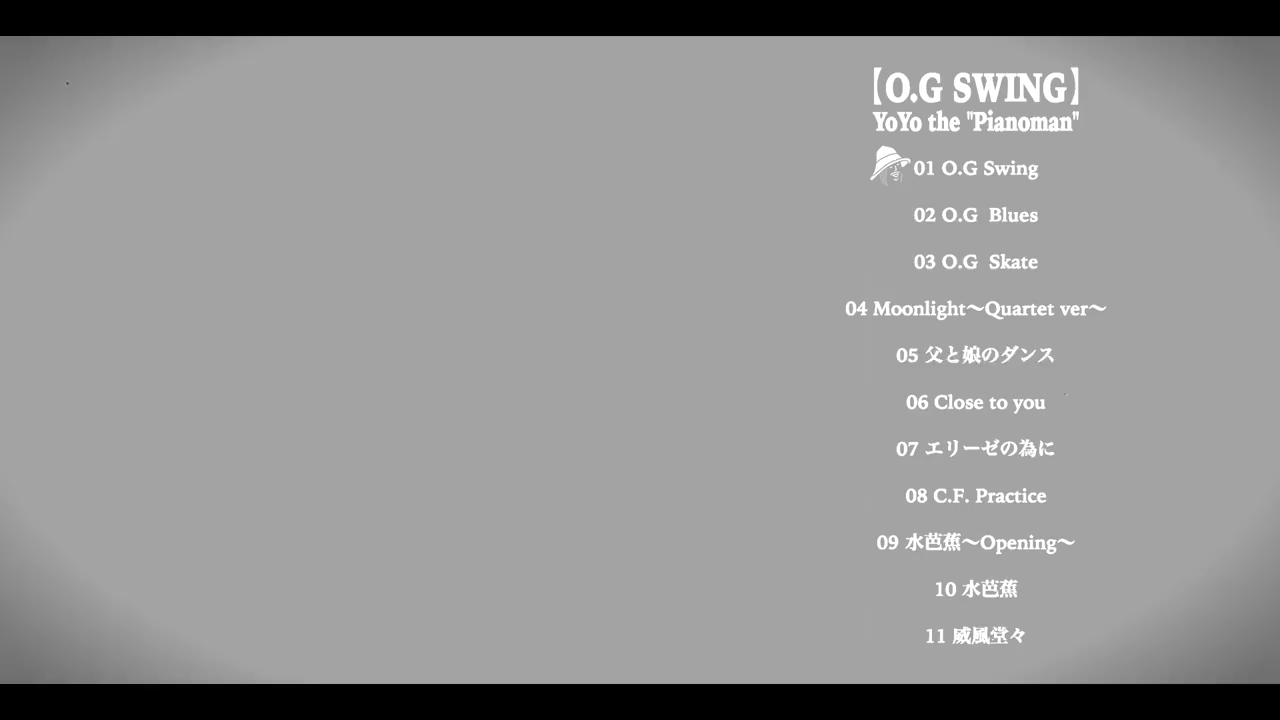 【O.G SWING】
YoYo the "Pianoman"
01 O.G Swing
02 O.G  Blues
03 O.G  Skate
04 Moonlight〜Quartet ver〜
05 父と娘のダンス
06 Close to you
07 エリーゼの為に
08 C.F. Practice
09 水芭蕉〜Opening〜
10 水芭蕉
11 威風堂々